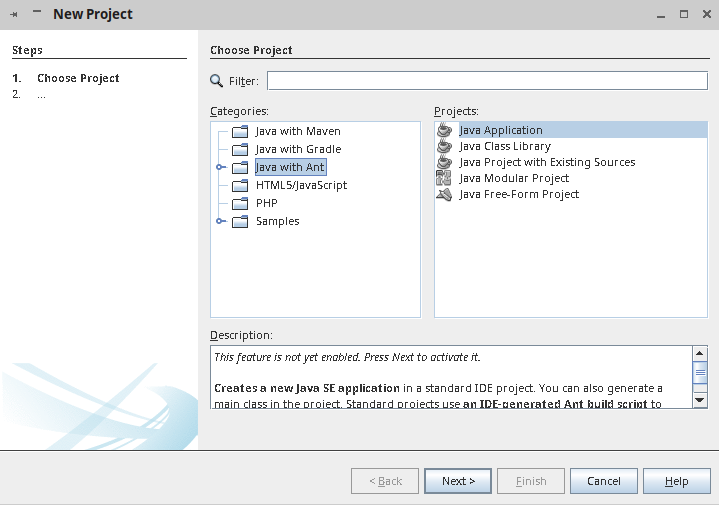 New Project
Steps
1. Choose Project
2. ...
Choose Project
Filter:
Categories:
Java with Maven
Java with Gradle
Java with Ant
HTML5/JavaScript
PHP
Samples
Projects:
Java Application
Java Class Library
Java Project with Existing Sources
Java Modular Project
Java Free-Form Project
Description:
This feature is not yet enabled. Press Next to activate it.
Creates a new Java SE application in a standard IDE project. You can also generate a
main class in the project. Standard projects use an IDE-generated Ant build script to
< Back
Next >
Finish
Cancel
Help